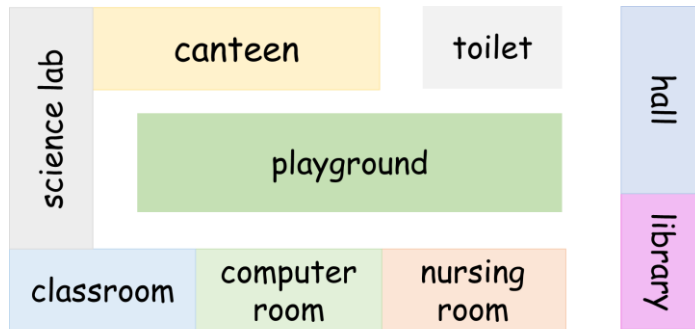 science lab
canteen
toilet
hall
playground
library
classroom
computer
room
nursing
room